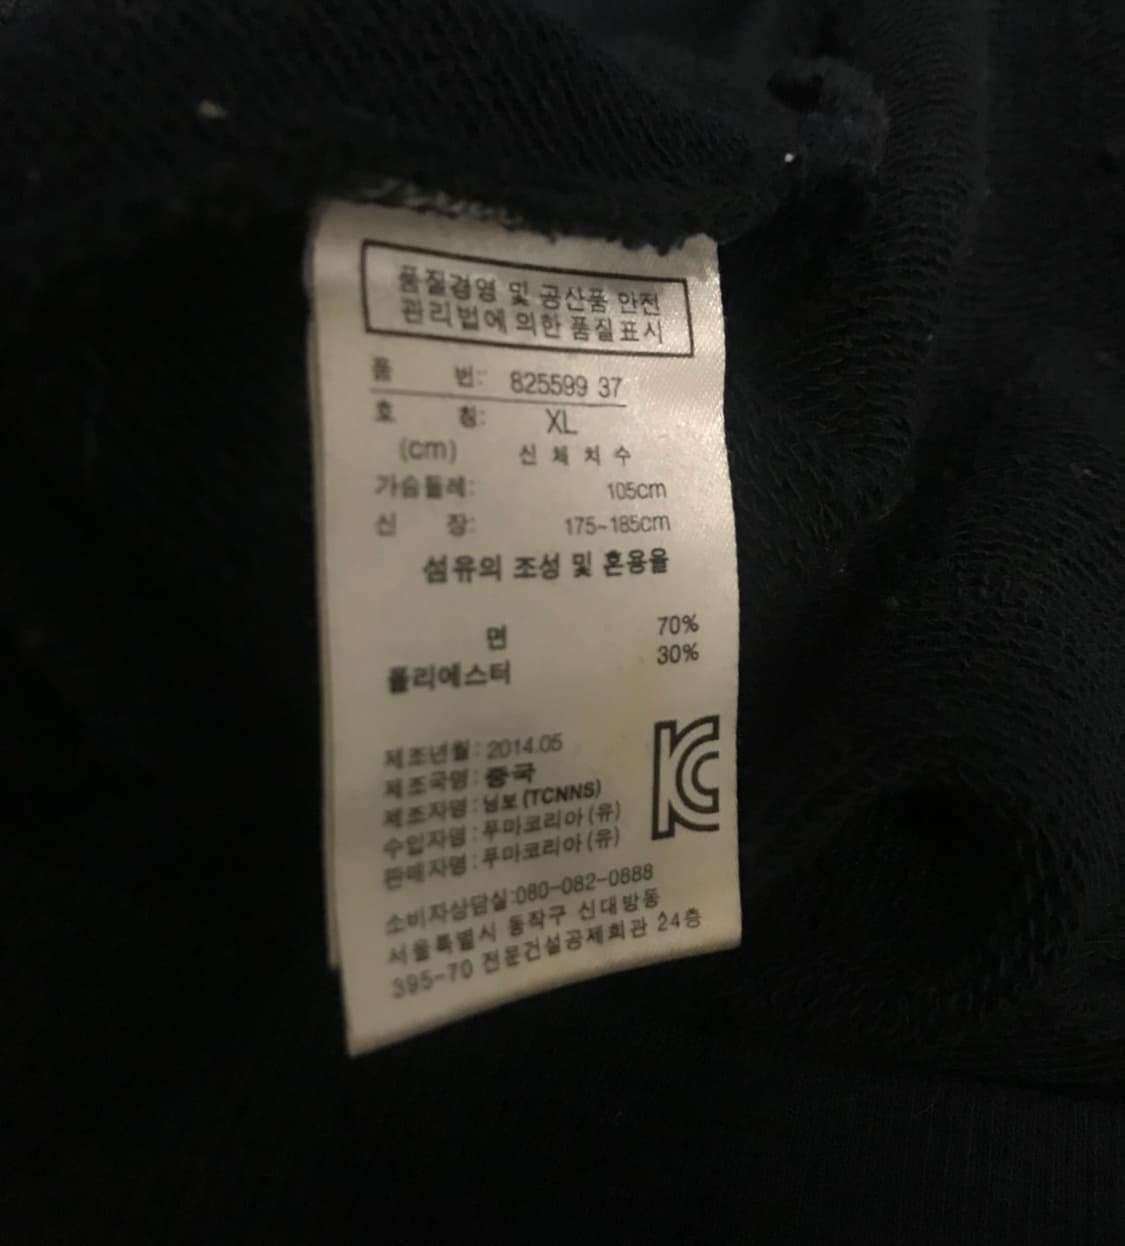 품질경영 및 공산품 안전
관리법에 의한 품질표시
품 번: 825599 37
호 칭: XL
(cm) 신 체 치 수
가슴둘레: 105cm
신 장: 175~185cm
섬유의 조성 및 혼용율
면 70%
폴리에스터 30%
제조년월: 2014.05
제조국명: 중국
제조자명: 닝보(TCNNS)
수입자명: 푸마코리아(유)
판매자명: 푸마코리아(유)
소비자상담실:080-082-0888
서울특별시 동작구 신대방동
395-70 전문건설공제회관 24층
KC